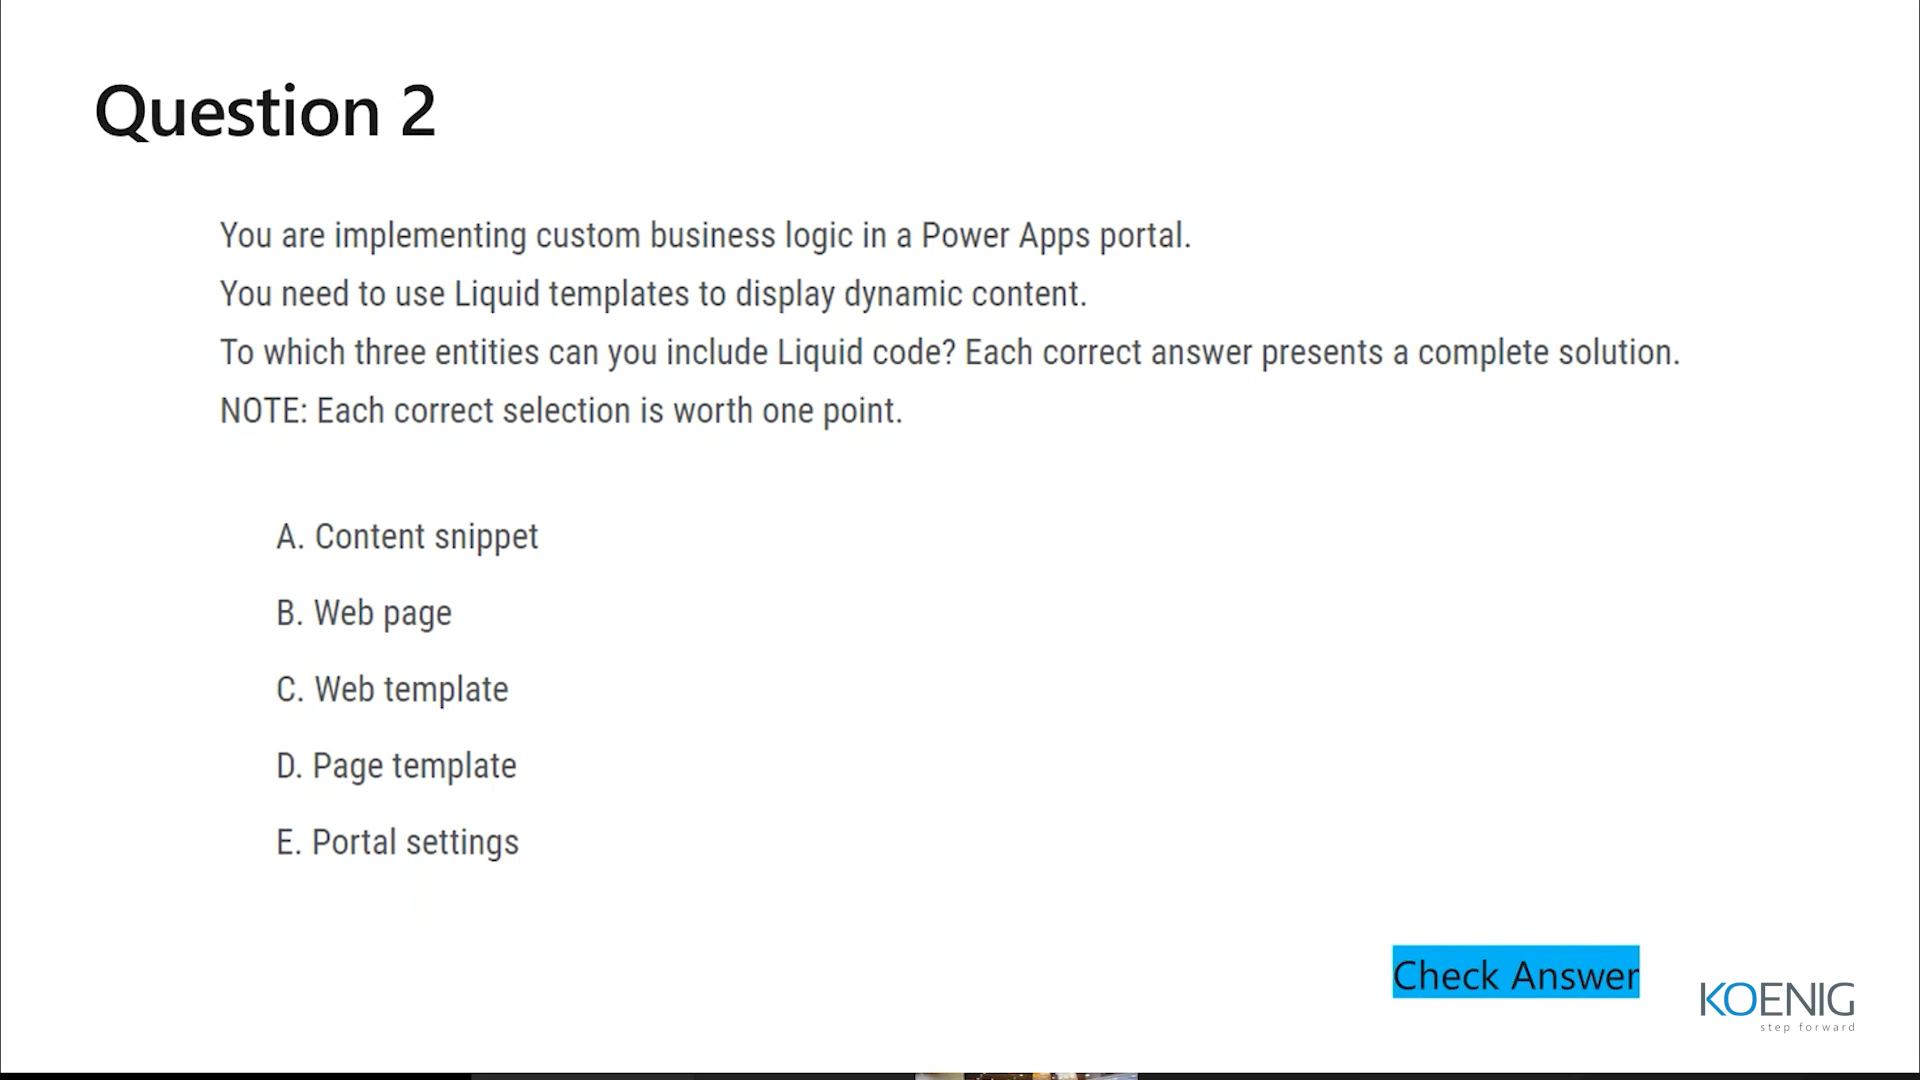 Question 2
You are implementing custom business logic in a Power Apps portal.
You need to use Liquid templates to display dynamic content.
To which three entities can you include Liquid code? Each correct answer presents a complete solution.
NOTE: Each correct selection is worth one point.
A. Content snippet
B. Web page
C. Web template
D. Page template
E. Portal settings
Check Answer
KOENIG
step forward